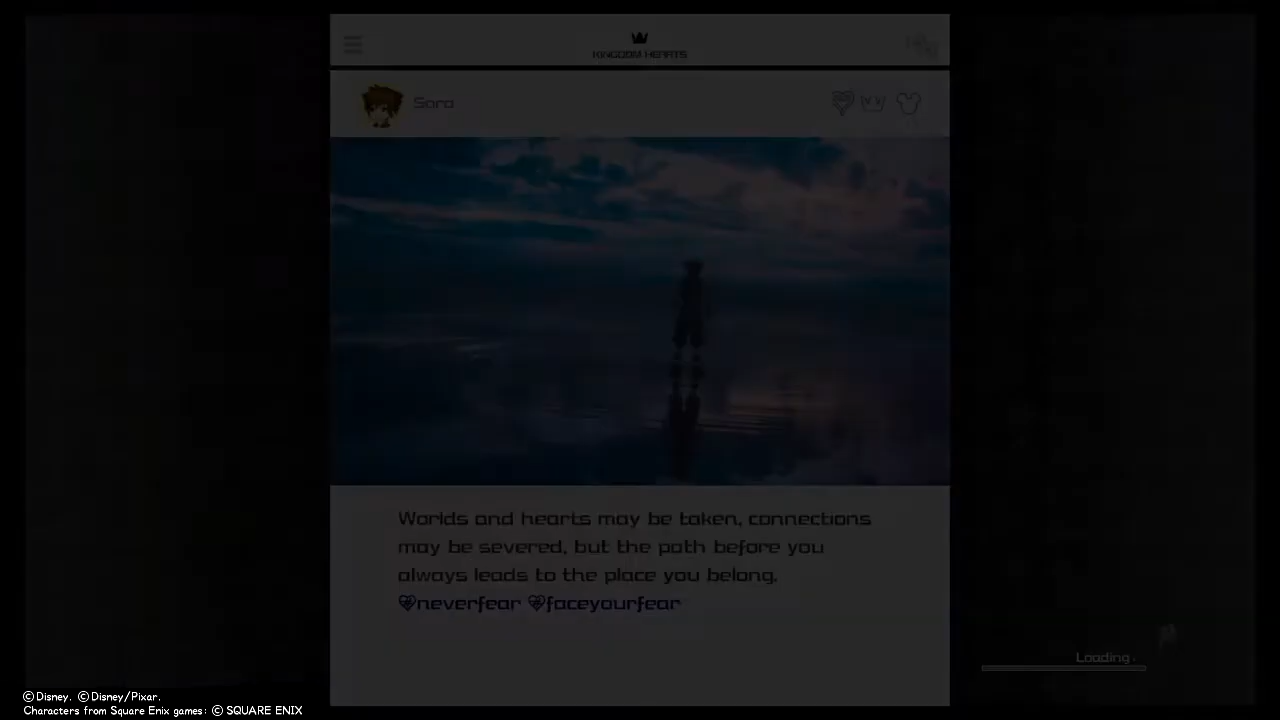 KINGDOM HEARTS
Sora
Worlds and hearts may be taken, connections
may be severed, but the path before you
always leads to the place you belong.
neverfear faceyourfear
Loading.
©Disney. ©Disney/Pixar.
Characters from Square Enix games: © SQUARE ENIX